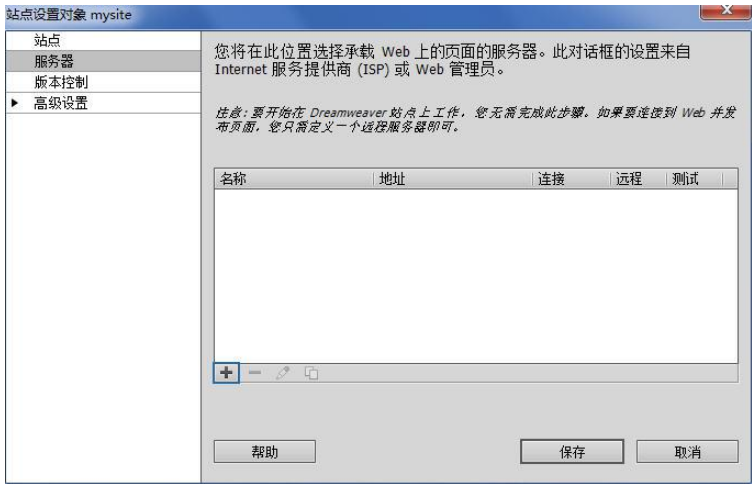 站点设置对象 mysite
站点
服务器
版本控制
高级设置
您将在此位置选择承载 Web 上的页面的服务器。此对话框的设置来自
Internet 服务提供商 (ISP) 或 Web 管理员。
注意:要开始在 Dreamweaver 站点上工作，您无需完成此步骤。如果要连接到 Web 并发
布页面，您只需定义一个远程服务器即可。
名称 地址 连接 远程 测试
帮助 保存 取消